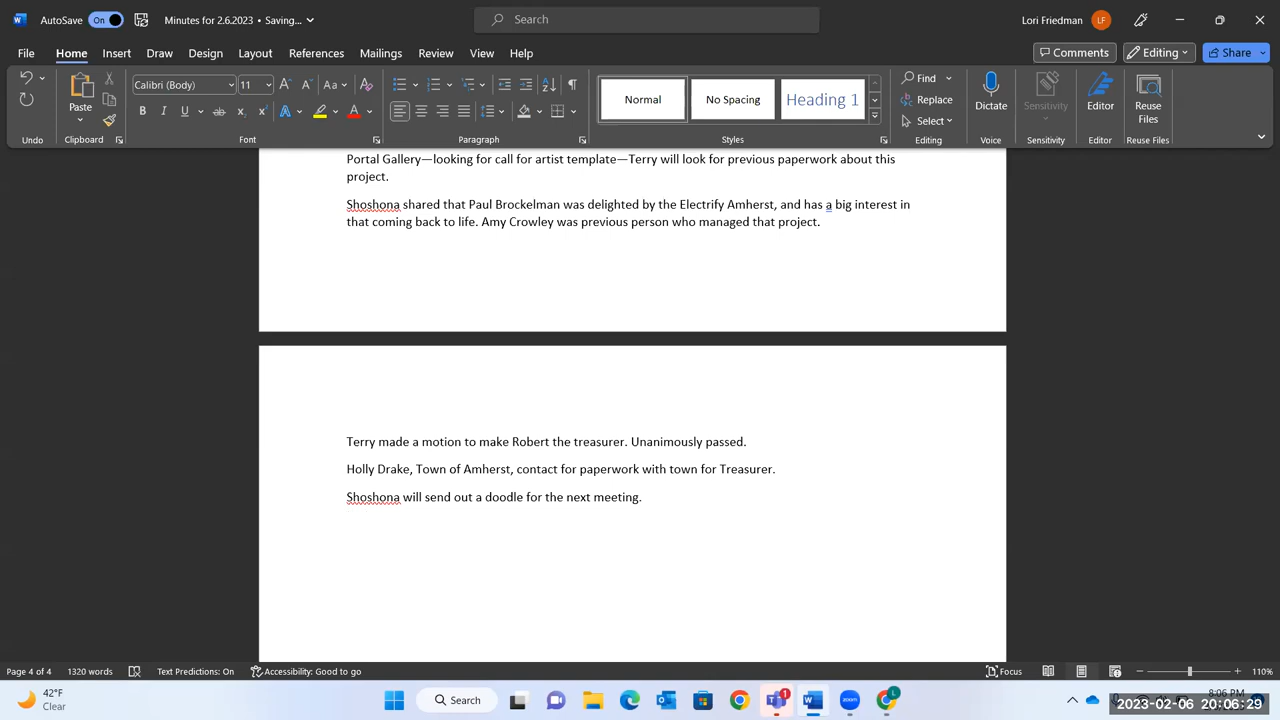 AutoSave On Minutes for 2.6.2023 • Saving... Search Lori Friedman LF
File Home Insert Draw Design Layout References Mailings Review View Help Comments Editing Share
Calibri (Body) 11 Aa Normal No Spacing Heading 1 Find
Paste Replace Dictate Sensitivity Editor Reuse Files
B I U ab x x A A Select
Undo Clipboard Font Paragraph Styles Editing Voice Sensitivity Editor Reuse Files
Portal Gallery—looking for call for artist template—Terry will look for previous paperwork about this
project.
Shoshona shared that Paul Brockelman was delighted by the Electrify Amherst, and has a big interest in
that coming back to life. Amy Crowley was previous person who managed that project.
Terry made a motion to make Robert the treasurer. Unanimously passed.
Holly Drake, Town of Amherst, contact for paperwork with town for Treasurer.
Shoshona will send out a doodle for the next meeting.
Page 4 of 4 1320 words Text Predictions: On Accessibility: Good to go Focus 110%
42°F
Clear
Search
8:06 PM
2023-02-06 20:06:29